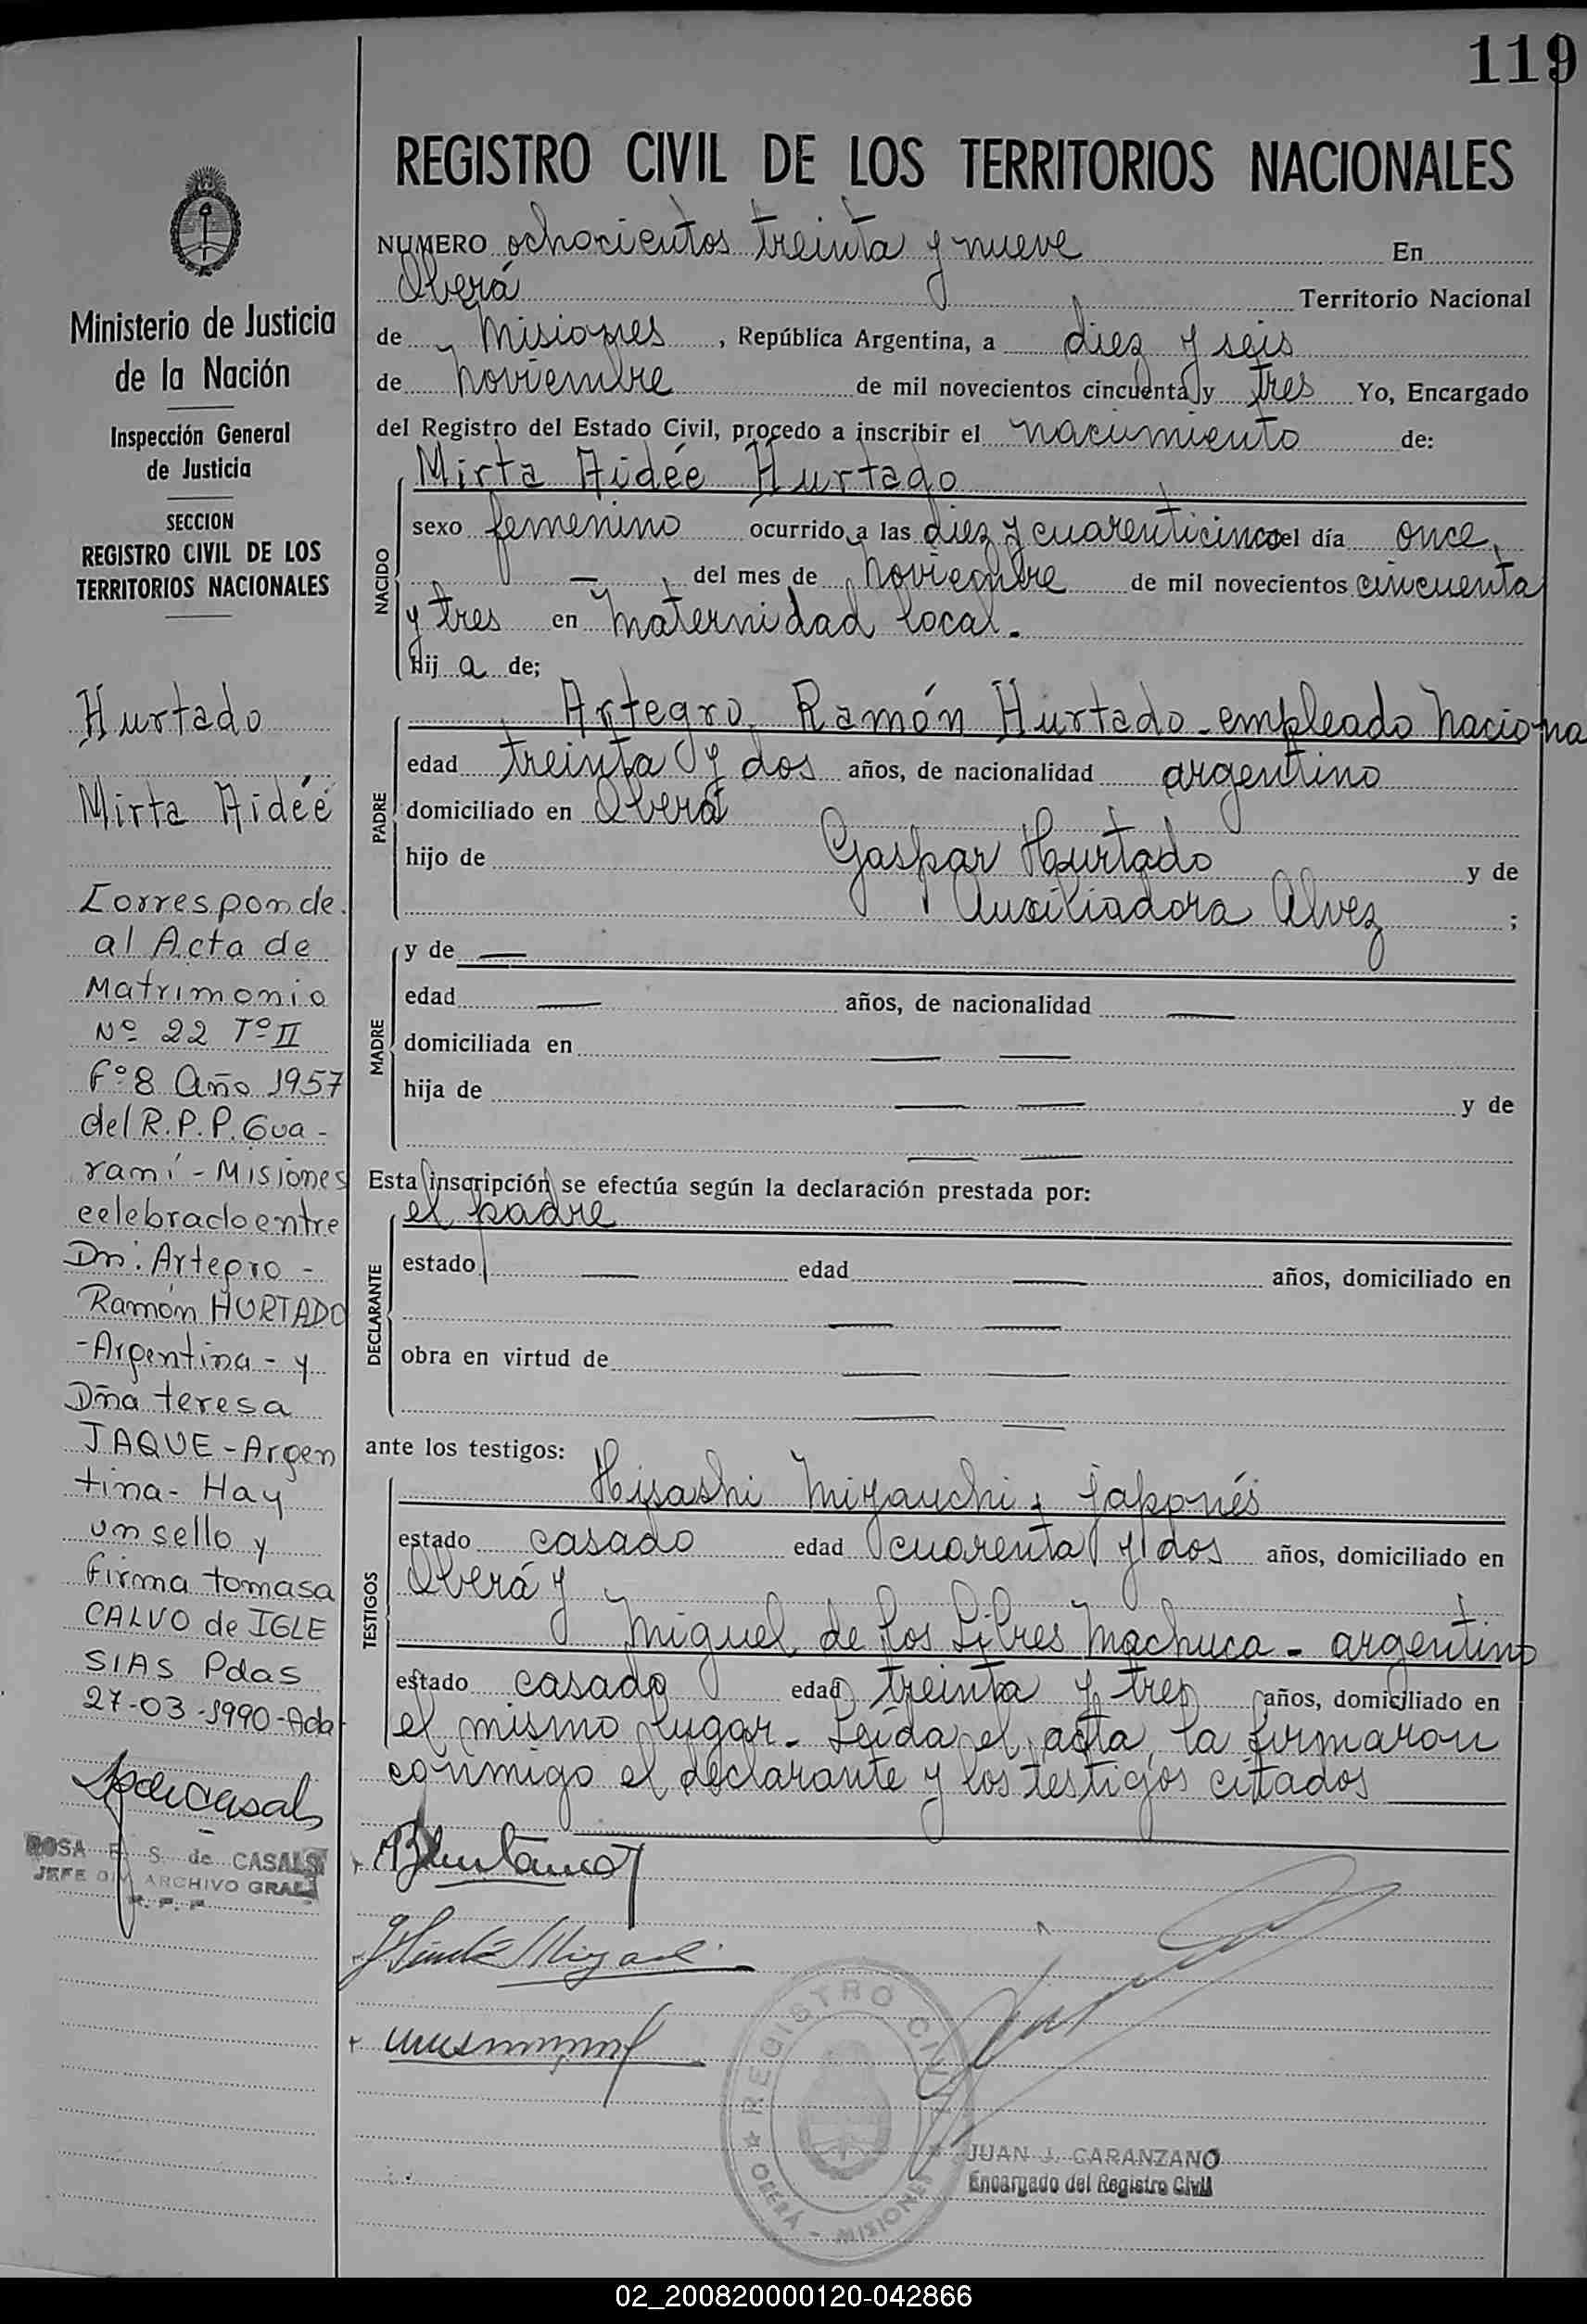 119
REGISTRO CIVIL DE LOS TERRITORIOS NACIONALES
NUMERO ochocientos treinta y nueve En
Oberá Territorio Nacional
de Misiones, República Argentina, a diez y seis
de noviembre de mil novecientos cincuenta y tres Yo, Encargado
del Registro del Estado Civil, procedo a inscribir el nacimiento de:
Mirta Aidée Hurtado
NACIDO
sexo femenino ocurrido a las diez y cuarenticinco el día once
— del mes de noviembre de mil novecientos cincuenta
y tres en Maternidad local.
hij a de;
PADRE
Artegro Ramón Hurtado - empleado naciona
edad treinta y dos años, de nacionalidad argentino
domiciliado en Oberá
hijo de Gaspar Hurtado y de
Auxiliadora Alvez ;
MADRE
y de —
edad — años, de nacionalidad —
domiciliada en — —
hija de — — y de
— —
Esta inscripción se efectúa según la declaración prestada por:
DECLARANTE
el padre
estado — edad — años, domiciliado en
— —
obra en virtud de — —
— —
ante los testigos:
TESTIGOS
Hisashi Miyauchi, japonés
estado casado edad cuarenta y dos años, domiciliado en
Oberá y
Miguel de los Libres Machuca - argentino
estado casado edad treinta y tres años, domiciliado en
el mismo lugar. Leída el acta, la firmaron
conmigo el declarante y los testigos citados
REGISTRO CIVIL
OBERÁ - MISIONES
JUAN J. CARANZANO
Encargado del Registro Civil
Ministerio de Justicia
de la Nación
Inspección General
de Justicia
SECCION
REGISTRO CIVIL DE LOS
TERRITORIOS NACIONALES
Hurtado
Mirta Aidéé
Corresponde
al Acta de
Matrimonio
Nº 22 Tº II
Fº 8 Año 1957
del R.P.P. Gua-
raní - Misiones
celebrado entre
Dn. Artegro -
Ramón HURTADO
-Argentina - y
Dña teresa
JAQUE - Argen
tina - Hay
un sello y
firma tomasa
CALVO de IGLE
SIAS Pdas
27-03-1990-Ada
ROSA E. S. de CASALS
JEFE DIV ARCHIVO GRAL
R. P. P
02_200820000120-042866